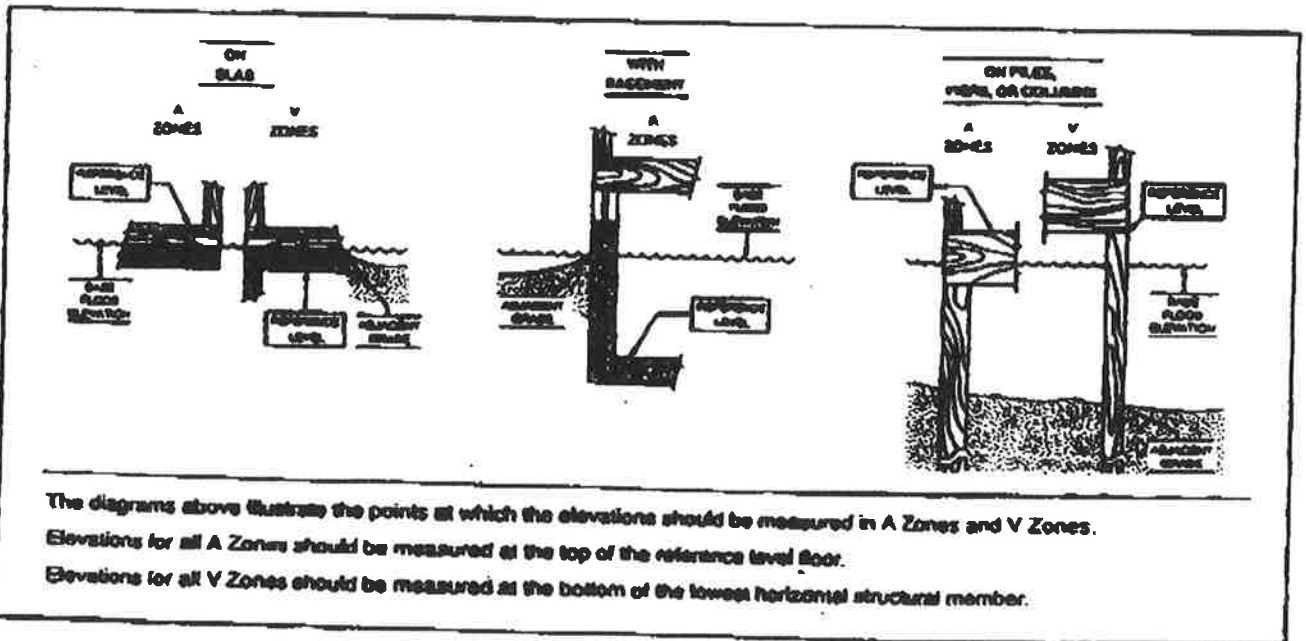 ON
SLAB
A
ZONES
V
ZONES
REFERENCE
LEVEL
BASE
FLOOD
ELEVATION
REFERENCE
LEVEL
ADJACENT
GRADE
WITH
BASEMENT
A
ZONES
BASE
FLOOD
ELEVATION
ADJACENT
GRADE
REFERENCE
LEVEL
ON PILES,
PIERS, OR COLUMNS
A
ZONES
V
ZONES
REFERENCE
LEVEL
REFERENCE
LEVEL
BASE
FLOOD
ELEVATION
ADJACENT
GRADE
The diagrams above illustrate the points at which the elevations should be measured in A Zones and V Zones.
Elevations for all A Zones should be measured at the top of the reference level floor.
Elevations for all V Zones should be measured at the bottom of the lowest horizontal structural member.